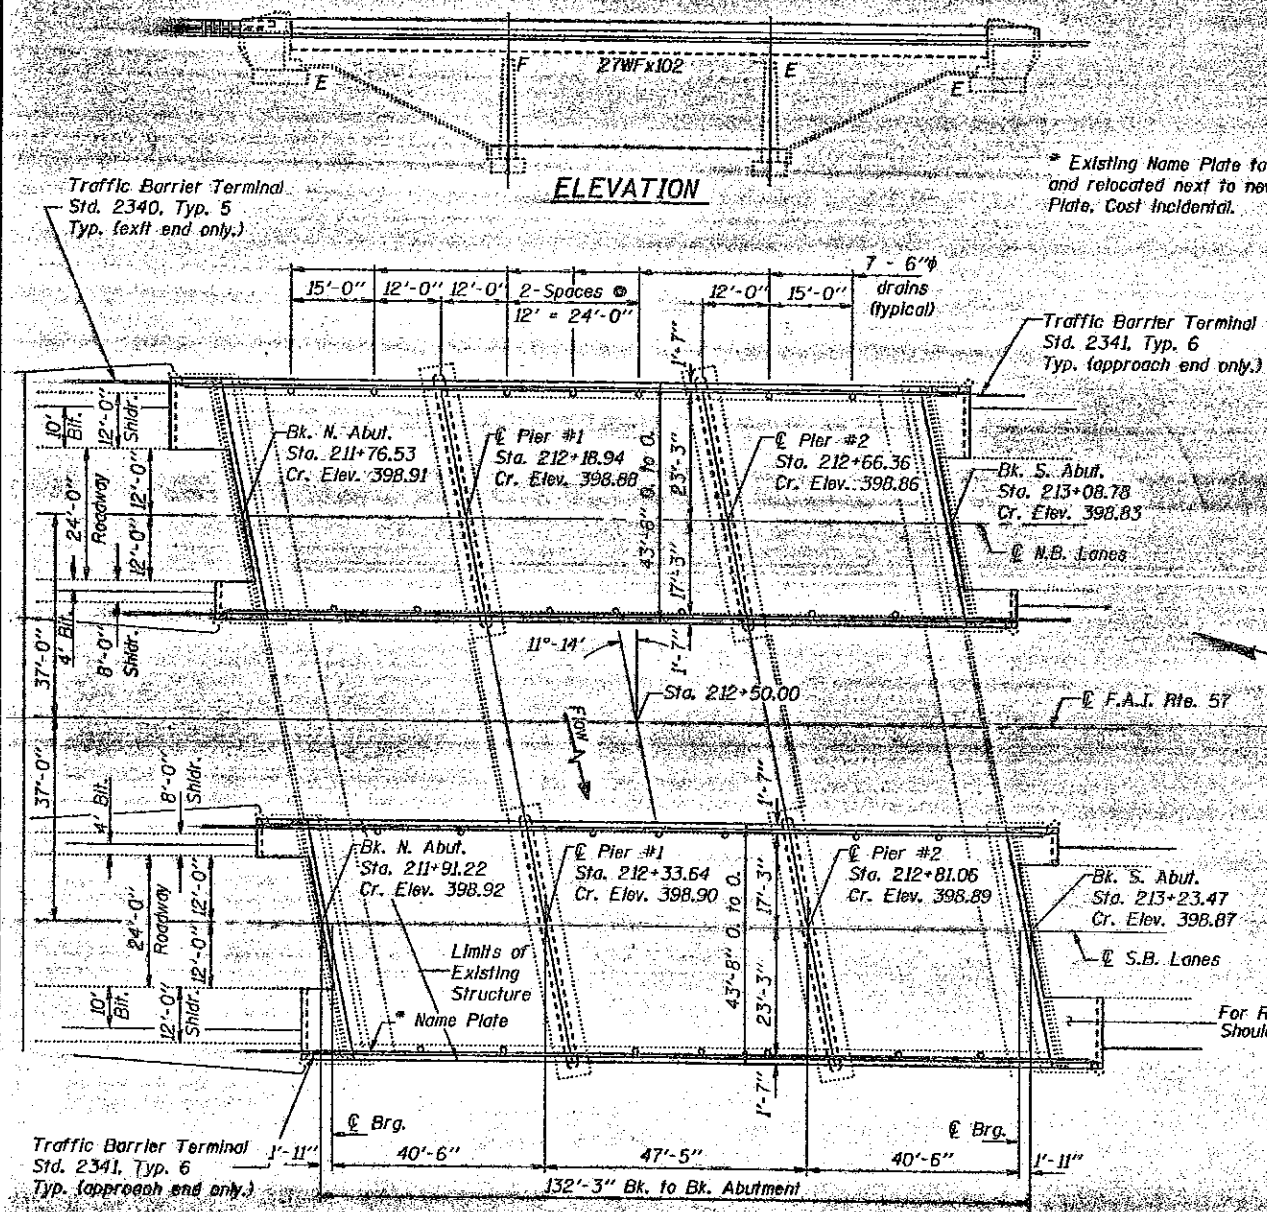 E
F
27WFx102
E
E
ELEVATION
* Existing Name Plate to
and relocated next to
Plate, Cost Incidental.
Traffic Barrier Terminal
Std. 2340, Typ. 5
Typ. (exit end only.)
15'-0"
12'-0"
12'-0"
2-Spaces @
12' = 24'-0"
12'-0"
15'-0"
7 - 6"φ
drains
(typical)
Traffic Barrier Terminal
Std. 2341, Typ. 6
Typ. (approach end only.)
1'-7"
10'
Bit.
12'-0"
Shldr.
24'-0"
Roadway
12'-0"
12'-0"
4' Bit.
8'-0"
Shldr.
Bk. N. Abut.
Sta. 211+76.53
Cr. Elev. 398.91
℄ Pier #1
Sta. 212+18.94
Cr. Elev. 398.88
43'-8" O. to O.
23'-3"
17'-3"
℄ Pier #2
Sta. 212+66.36
Cr. Elev. 398.86
Bk. S. Abut.
Sta. 213+08.78
Cr. Elev. 398.83
℄ N.B. Lanes
1'-7"
11°-14'
37'-0"
37'-0"
Sta. 212+50.00
℄ F.A.I. Rte. 57
FLOW
4' Bit.
8'-0"
Shldr.
24'-0"
Roadway
12'-0"
12'-0"
10'
Bit.
12'-0"
Shldr.
Bk. N. Abut.
Sta. 211+91.22
Cr. Elev. 398.92
℄ Pier #1
Sta. 212+33.64
Cr. Elev. 398.90
1'-7"
43'-8" O. to O.
17'-3"
23'-3"
℄ Pier #2
Sta. 212+81.06
Cr. Elev. 398.89
Bk. S. Abut.
Sta. 213+23.47
Cr. Elev. 398.87
℄ S.B. Lanes
Limits of
Existing
Structure
* Name Plate
For
1'-7"
℄ Brg.
℄ Brg.
Traffic Barrier Terminal
Std. 2341, Typ. 6
Typ. (approach end only.)
1'-11"
40'-6"
47'-5"
40'-6"
1'-11"
132'-3" Bk. to Bk. Abutment